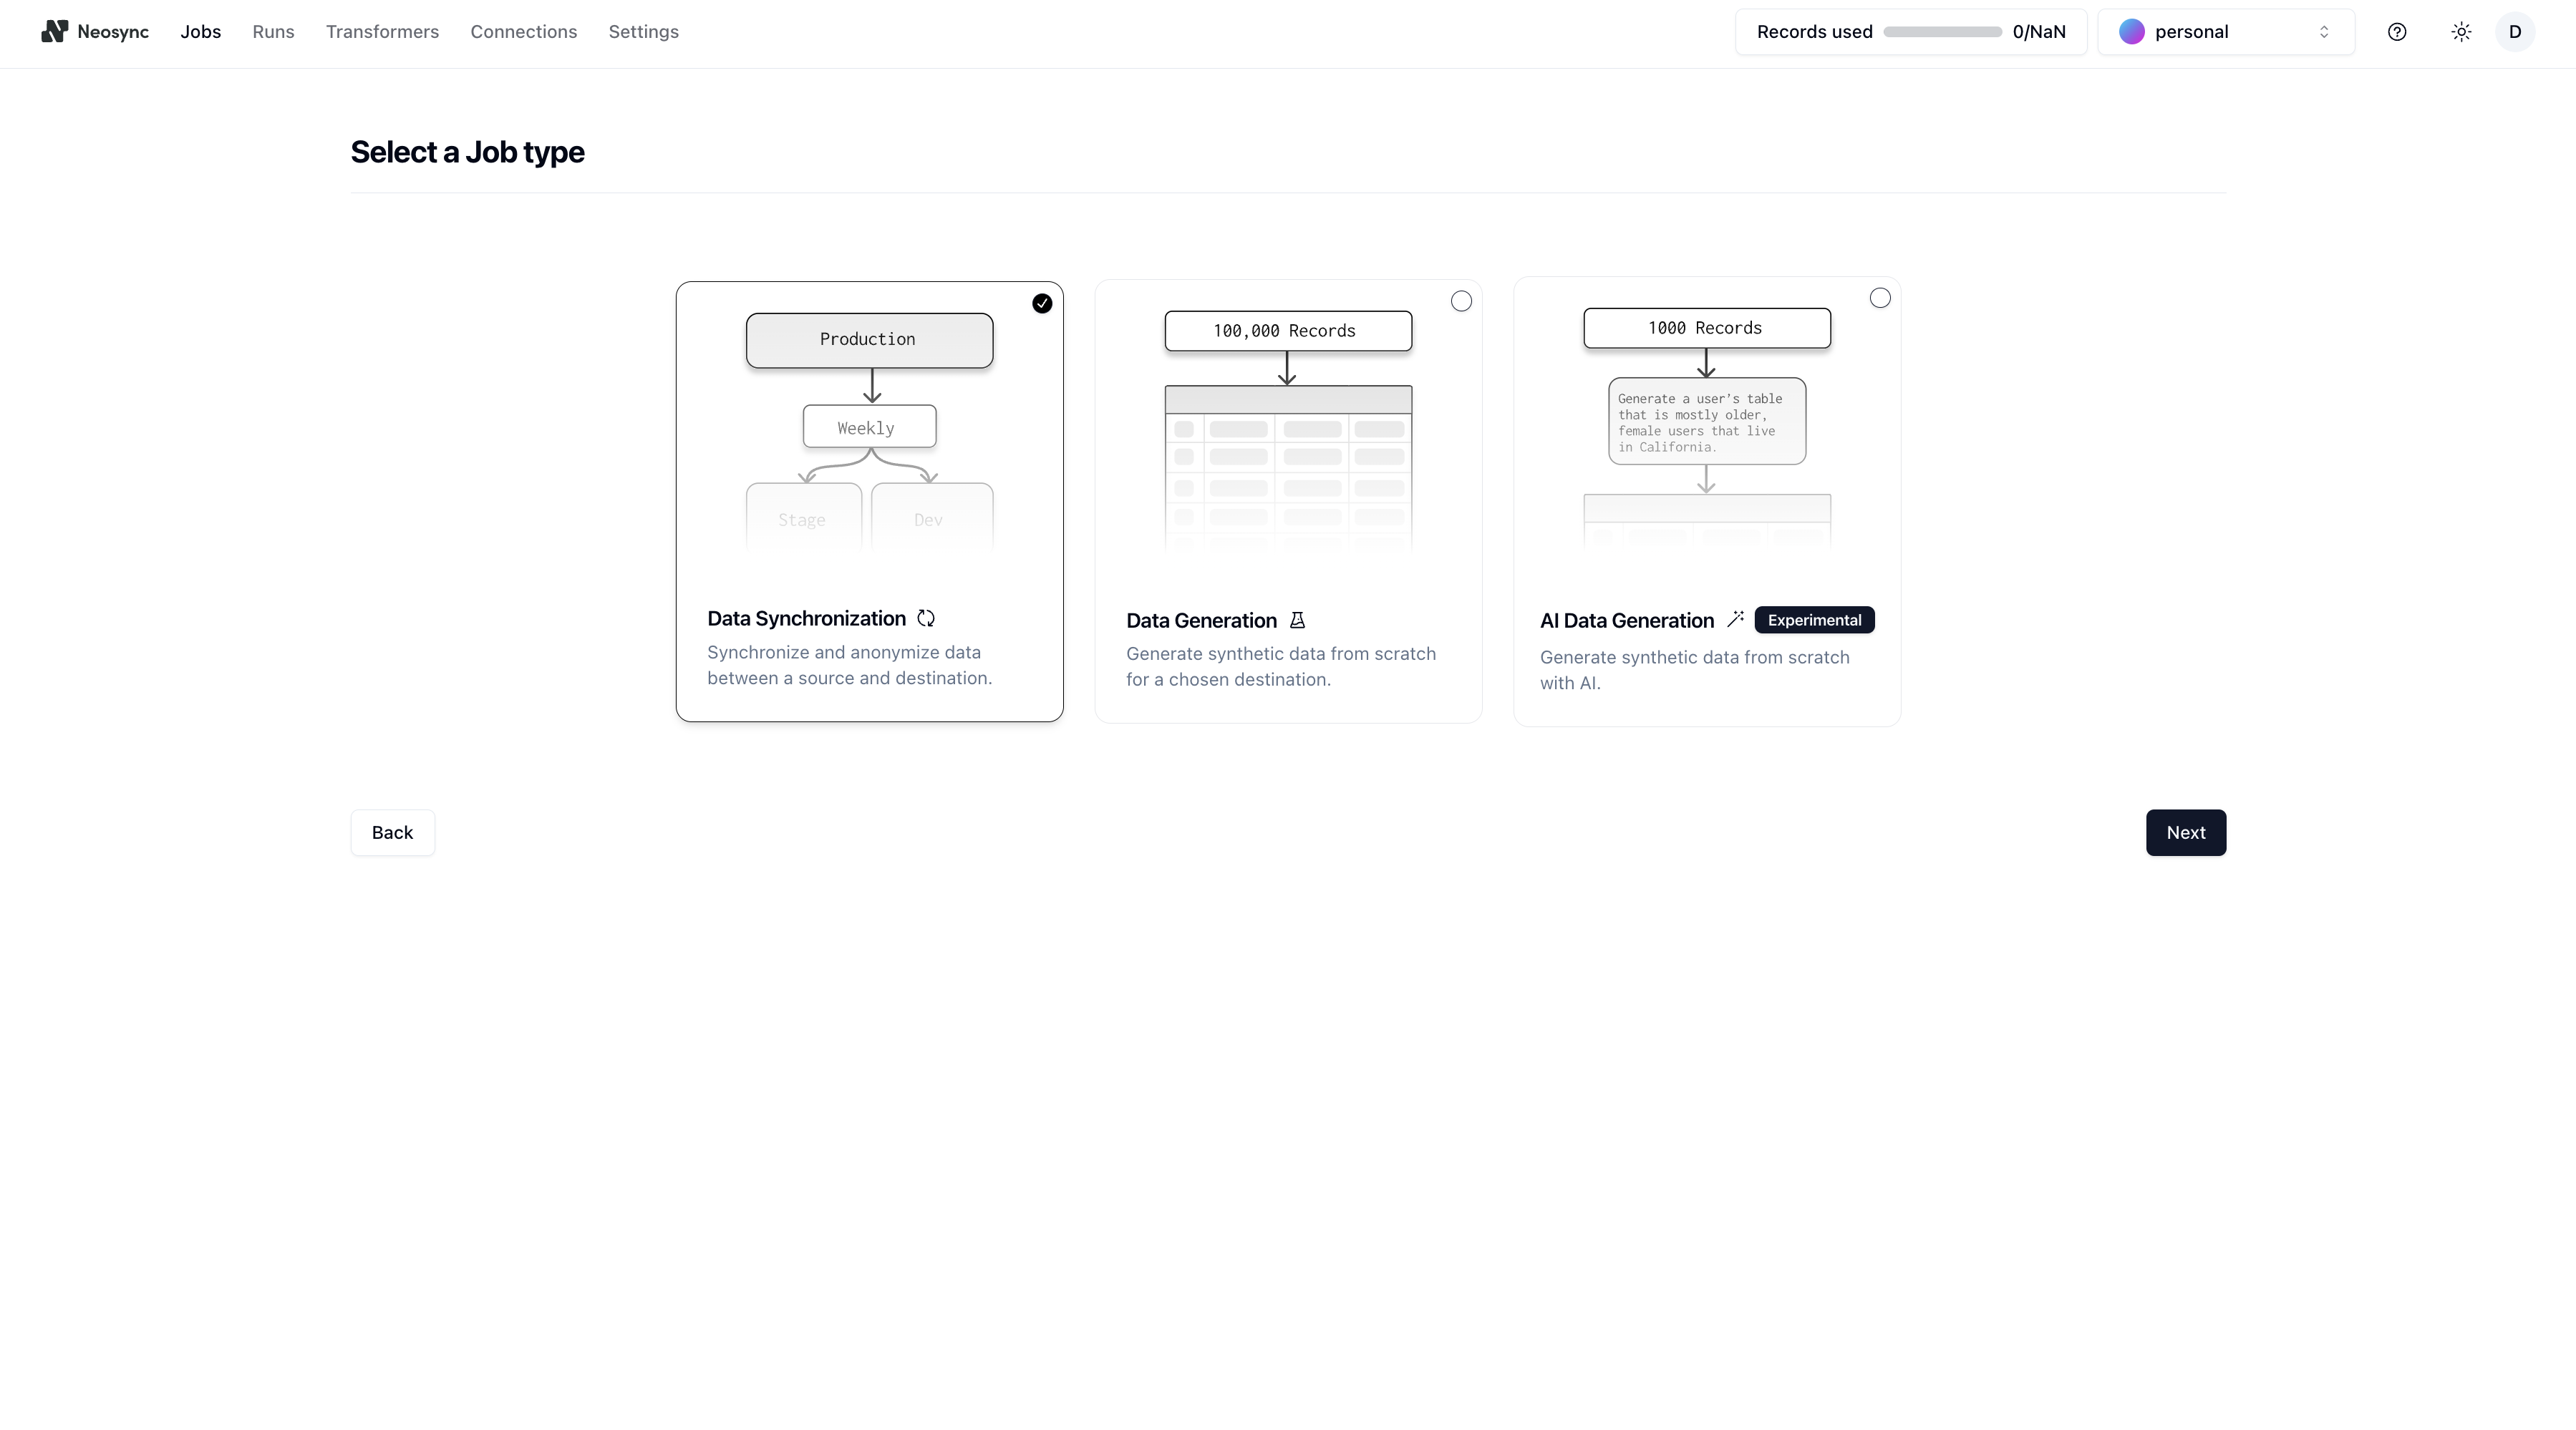 Neosync
Jobs
Runs
Transformers
Connections
Settings
Records used
0/NaN
personal
D
Select a Job type
Production
Weekly
Stage
Dev
Data Synchronization
Synchronize and anonymize data
between a source and destination.
100,000 Records
Data Generation
Generate synthetic data from scratch
for a chosen destination.
1000 Records
Generate a user’s table
that is mostly older,
female users that live
in California.
AI Data Generation
Experimental
Generate synthetic data from scratch
with AI.
Back
Next